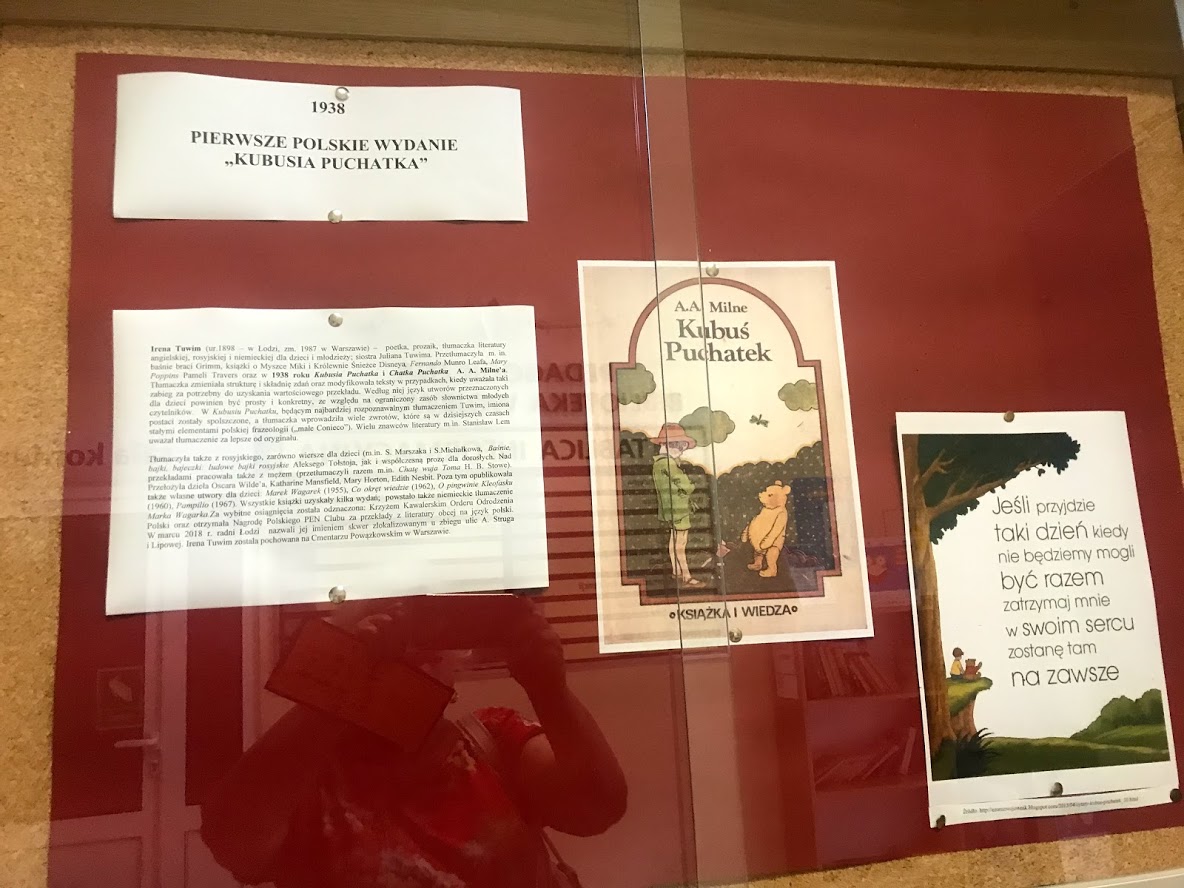 1938
PIERWSZE POLSKIE WYDANIE
„KUBUSIA PUCHATKA”
Irena Tuwim (ur.1898 – w Łodzi, zm. 1987 w Warszawie) – poetka, prozaik, tłumaczka literatury
angielskiej, rosyjskiej i niemieckiej dla dzieci i młodzieży; siostra Juliana Tuwima. Przetłumaczyła m. in.
baśnie braci Grimm, książki o Myszce Miki i Królewnie Śnieżce Disneya, Fernando Munro Leafa, Mary
Poppins Pameli Travers oraz w 1938 roku Kubusia Puchatka i Chatka Puchatka A. A. Milne'a.
Tłumaczka zmieniała strukturę i składnię zdań oraz modyfikowała teksty w przypadkach, kiedy uważała taki
zabieg za potrzebny do uzyskania wartościowego przekładu. Według niej język utworów przeznaczonych
dla dzieci powinien być prosty i konkretny, ze względu na ograniczony zasób słownictwa młodych
czytelników. W Kubusiu Puchatku, będącym najbardziej rozpoznawalnym tłumaczeniem Tuwim, imiona
postaci zostały spolszczone, a tłumaczka wprowadziła wiele zwrotów, które są w dzisiejszych czasach
stałymi elementami polskiej frazeologii („małe Conieco”). Wielu znawców literatury m.in. Stanisław Lem
uważał tłumaczenie za lepsze od oryginału.
Tłumaczyła także z rosyjskiego, zarówno wiersze dla dzieci (m.in. S. Marszaka i S.Michałkowa, Baśnie,
bajki, bajeczki: ludowe bajki rosyjskie Aleksego Tołstoja, jak i współczesną prozę dla dorosłych. Nad
przekładami pracowała także z mężem (przetłumaczyli razem m.in. Chatę wuja Toma H. B. Stowe).
Przełożyła dzieła Oscara Wilde'a, Katharine Mansfield, Mary Horton, Edith Nesbit. Poza tym opublikowała
także własne utwory dla dzieci: Marek Wagarek (1955), Co okręt wiezie (1962), O pingwinie Kleofasku
(1960), Pampilio (1967). Wszystkie książki uzyskały kilka wydań; powstało także niemieckie tłumaczenie
Marka Wagarka.Za wybitne osiągnięcia została odznaczona: Krzyżem Kawalerskim Orderu Odrodzenia
Polski oraz otrzymała Nagrodę Polskiego PEN Clubu za przekłady z literatury obcej na język polski.
W marcu 2018 r. radni Łodzi nazwali jej imieniem skwer zlokalizowanym u zbiegu ulic A. Struga
i Lipowej. Irena Tuwim została pochowana na Cmentarzu Powązkowskim w Warszawie.
A.A. Milne
Kubuś
Puchatek
KSIĄŻKA I WIEDZA
Jeśli przyjdzie
taki dzień kiedy
nie będziemy mogli
być razem
zatrzymaj mnie
w swoim sercu
zostanę tam
na zawsze